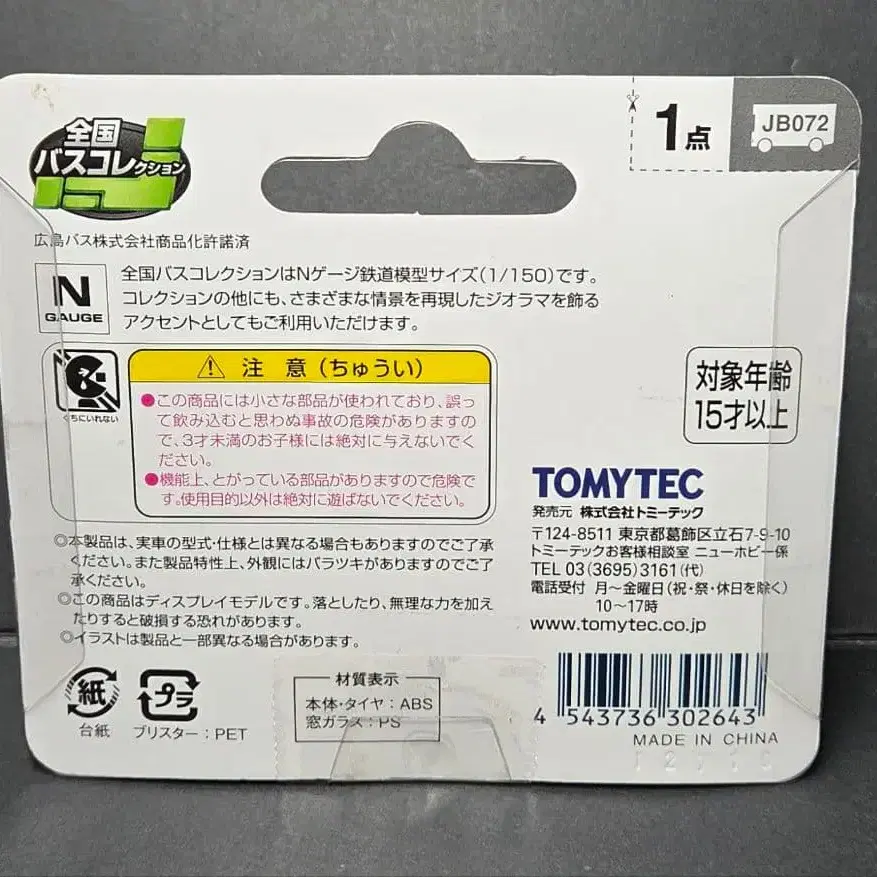 全国
バスコレクション
1点
JB072
広島バス株式会社商品化許諾済
N
GAUGE
全国バスコレクションはNゲージ鉄道模型サイズ(1/150)です。
コレクションの他にも、さまざまな情景を再現したジオラマを飾る
アクセントとしてもご利用いただけます。
くちにいれない
注 意(ちゅうい)
●この商品には小さな部品が使われており、誤っ
て飲み込むと思わぬ事故の危険がありますの
で、3才未満のお子様には絶対に与えないでく
ださい。
●機能上、とがっている部品がありますので危険で
す。使用目的以外は絶対に遊ばないでください。
対象年齢
15才以上
◎本製品は、実車の型式・仕様とは異なる場合もありますのでご了承
ください。また製品特性上、外観にはバラツキがありますのでご了
承ください。
◎この商品はディスプレイモデルです。落としたり、無理な力を加え
たりすると破損する恐れがあります。
◎イラストは製品と一部異なる場合があります。
TOMYTEC
発売元 株式会社トミーテック
〒124-8511 東京都葛飾区立石7-9-10
トミーテックお客様相談室 ニューホビー係
TEL 03(3695)3161(代)
電話受付 月〜金曜日(祝・祭・休日を除く)
10〜17時
www.tomytec.co.jp
紙
台紙
プラ
ブリスター:PET
材質表示
本体・タイヤ:ABS
窓ガラス:PS
4 543736 302643
MADE IN CHINA